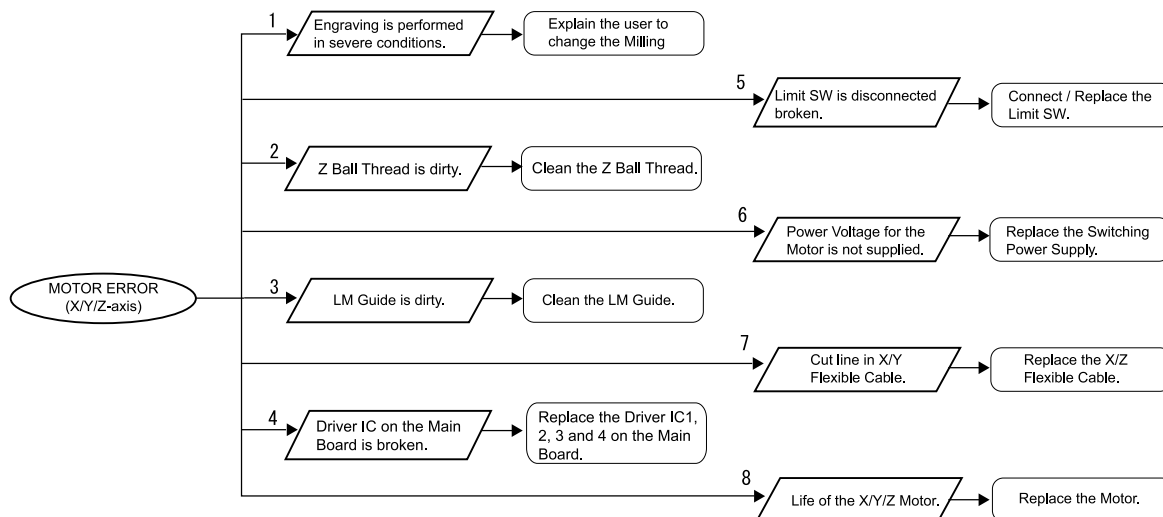 1
Engraving is performed
in severe conditions.
Explain the user to
change the Milling
5
Limit SW is disconnected
broken.
Connect / Replace the
Limit SW.
2
Z Ball Thread is dirty.
Clean the Z Ball Thread.
6
Power Voltage for the
Motor is not supplied.
Replace the Switching
Power Supply.
MOTOR ERROR
(X/Y/Z-axis)
3
LM Guide is dirty.
Clean the LM Guide.
7
Cut line in X/Y
Flexible Cable.
Replace the X/Z
Flexible Cable.
4
Driver IC on the Main
Board is broken.
Replace the Driver IC1,
2, 3 and 4 on the Main
Board.
8
Life of the X/Y/Z Motor.
Replace the Motor.